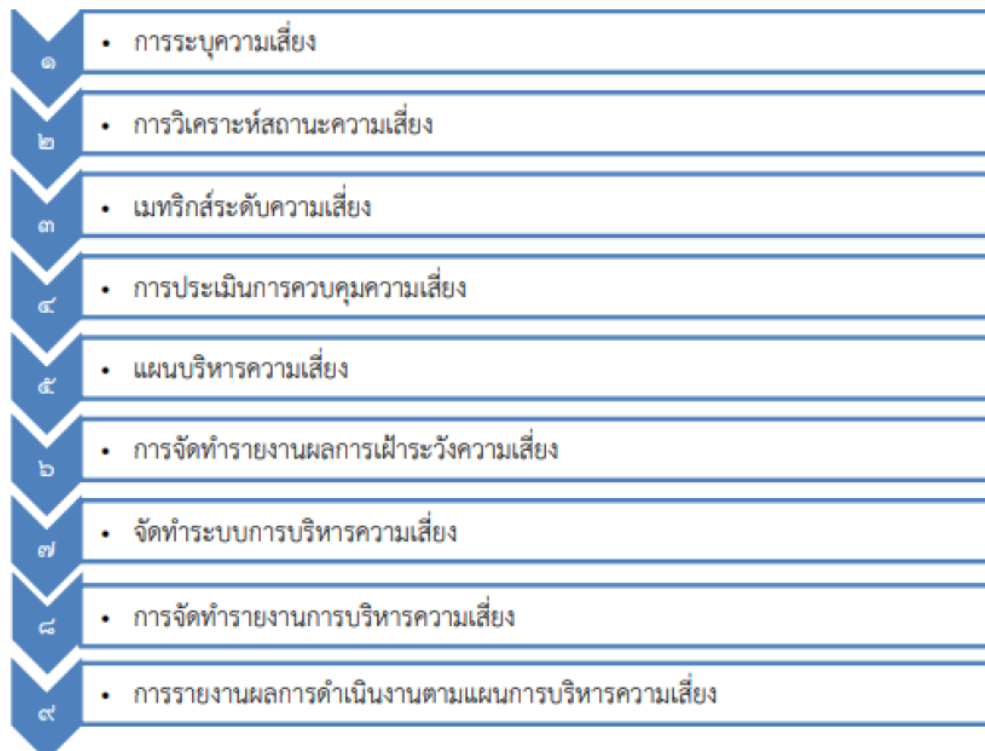 ๑ • การระบุความเสี่ยง
๒ • การวิเคราะห์สถานะความเสี่ยง
๓ • เมทริกส์ระดับความเสี่ยง
๔ • การประเมินการควบคุมความเสี่ยง
๕ • แผนบริหารความเสี่ยง
๖ • การจัดทำรายงานผลการเฝ้าระวังความเสี่ยง
๗ • จัดทำระบบการบริหารความเสี่ยง
๘ • การจัดทำรายงานการบริหารความเสี่ยง
๙ • การรายงานผลการดำเนินงานตามแผนการบริหารความเสี่ยง